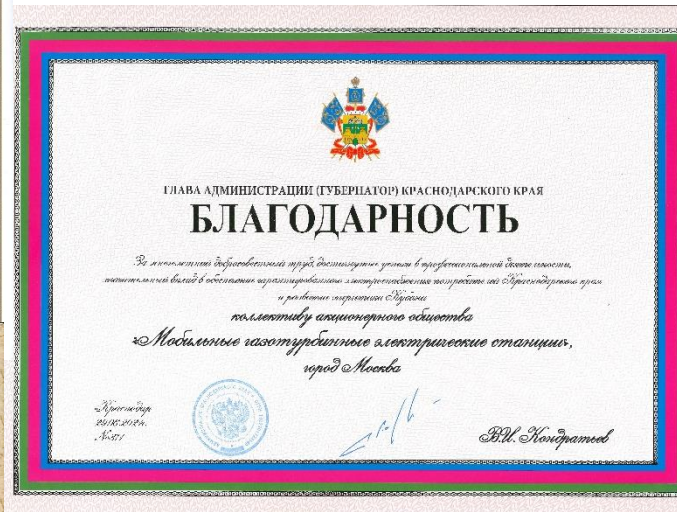 ГЛАВА АДМИНИСТРАЦИИ (ГУБЕРНАТОР) КРАСНОДАРСКОГО КРАЯ
БЛАГОДАРНОСТЬ
За многолетний добросовестный труд, достигнутые успехи в профессиональной деятельности,
значительный вклад в обеспечение гарантированного электроснабжения потребителей Краснодарского края
и развитие энергетики Кубани
коллективу акционерного общества
«Мобильные газотурбинные электрические станции»,
город Москва
г. Краснодар
В.И. Кондратьев